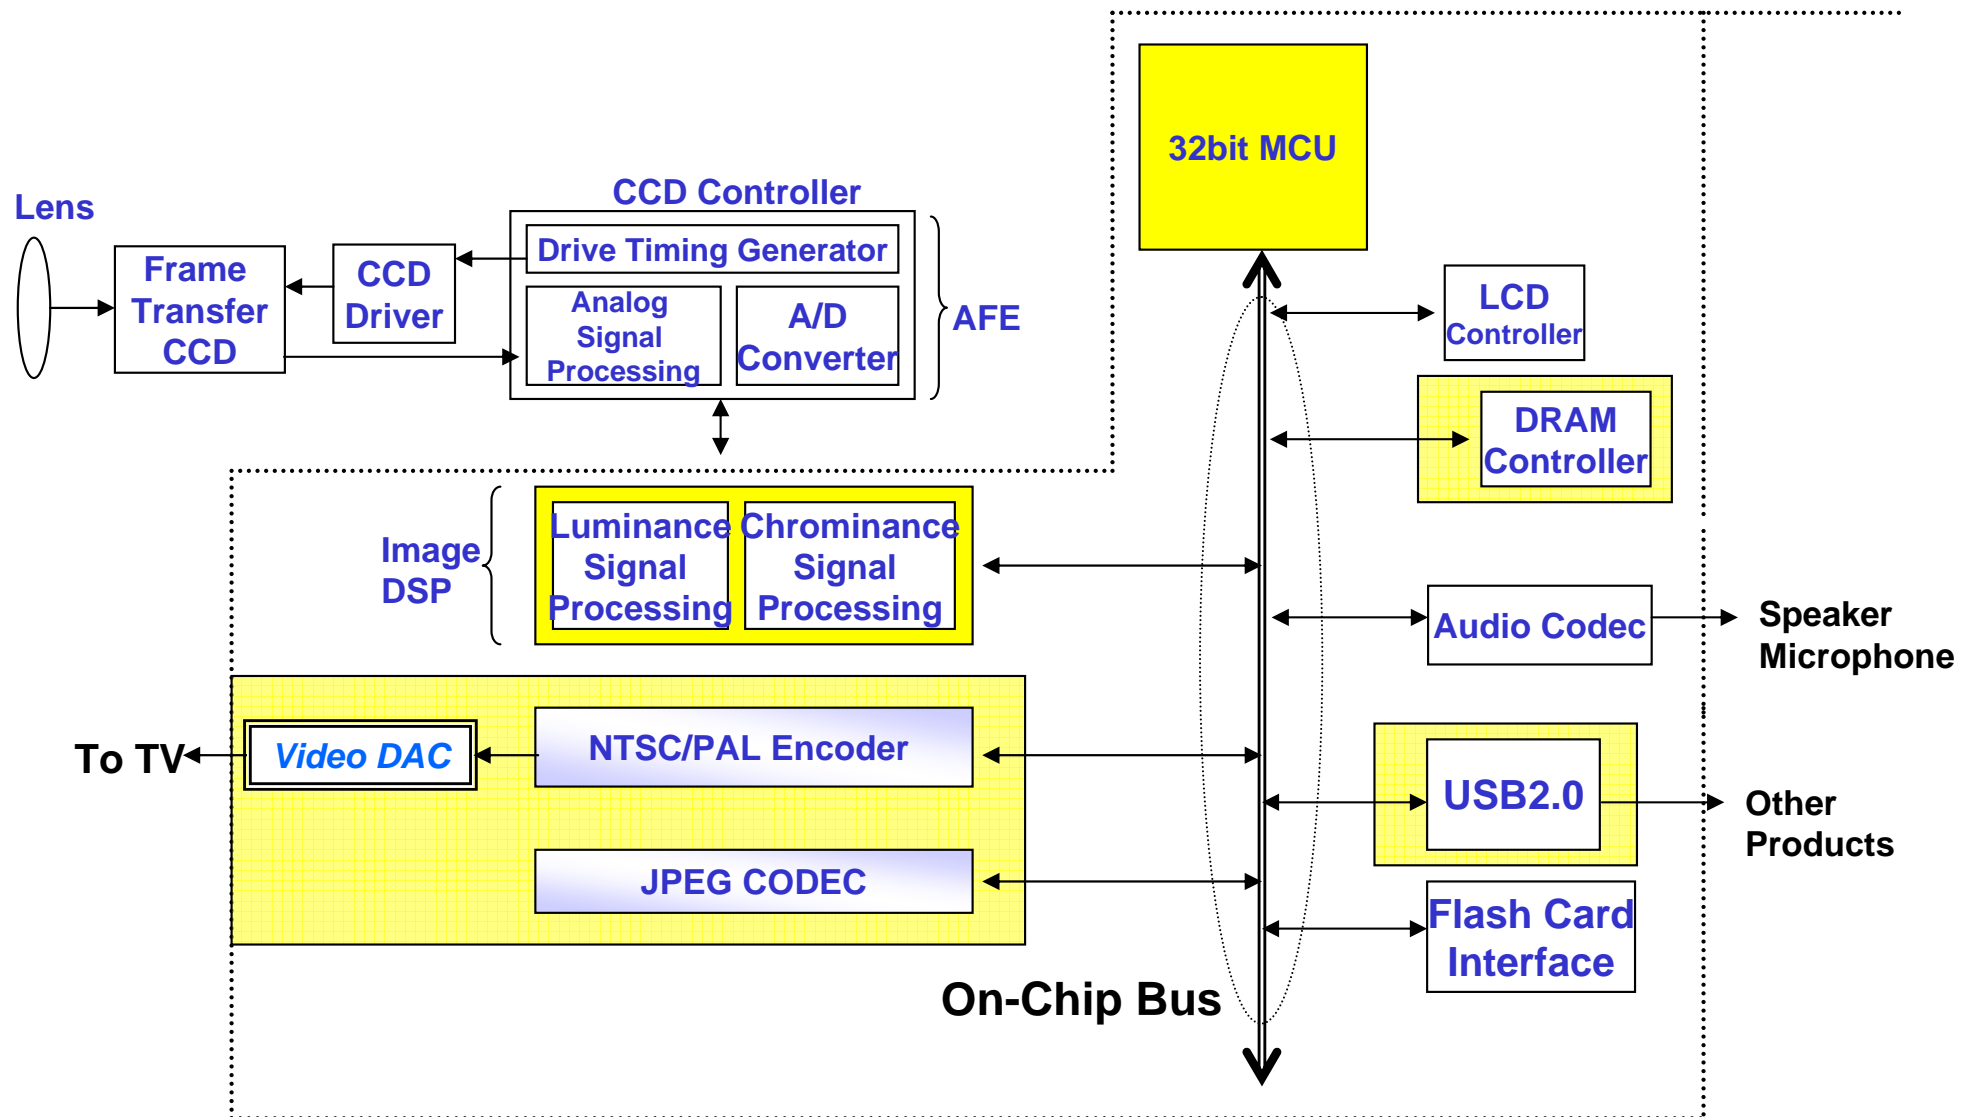 32bit MCU
CCD Controller
Lens
Drive Timing Generator
Frame
Transfer
CCD
CCD
Driver
Analog
Signal
Processing
A/D
Converter
AFE
LCD
Controller
DRAM
Controller
Image
DSP
Luminance
Signal
Processing
Chrominance
Signal
Processing
Audio Codec
Speaker
Microphone
To TV
Video DAC
NTSC/PAL Encoder
USB2.0
Other
Products
JPEG CODEC
Flash Card
Interface
On-Chip Bus